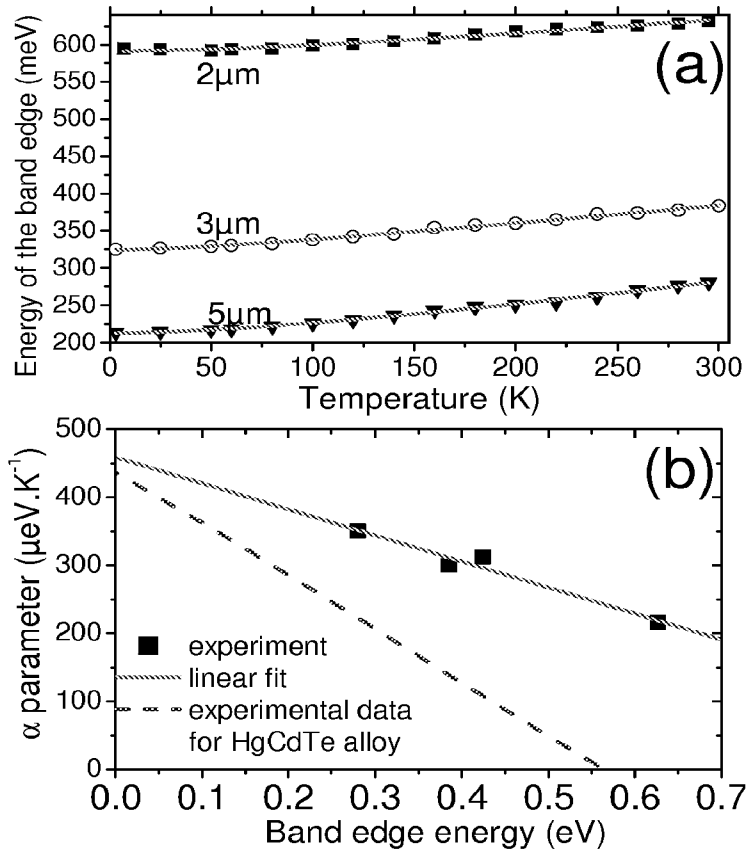 (a)
Energy of the band edge (meV)
600
550
500
450
400
350
300
250
200
2μm
3μm
5μm
0 50 100 150 200 250 300
Temperature (K)
(b)
α parameter (μeV.K⁻¹)
500
400
300
200
100
0
experiment
linear fit
experimental data
for HgCdTe alloy
0.0 0.1 0.2 0.3 0.4 0.5 0.6 0.7
Band edge energy (eV)